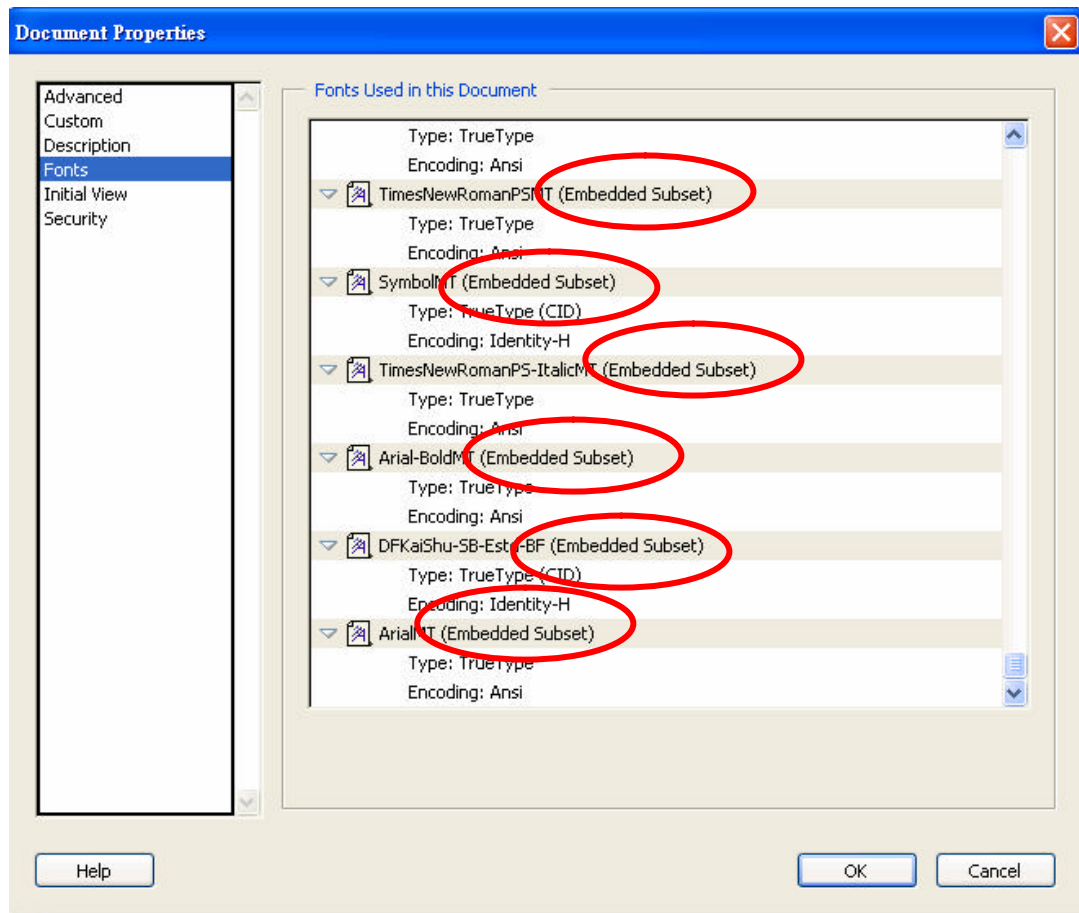 Document Properties
Advanced
Custom
Description
Fonts
Initial View
Security
Fonts Used in this Document
Type: TrueType
Encoding: Ansi
TimesNewRomanPSMT (Embedded Subset)
Type: TrueType
Encoding: Ansi
SymbolMT (Embedded Subset)
Type: TrueType (CID)
Encoding: Identity-H
TimesNewRomanPS-ItalicMT (Embedded Subset)
Type: TrueType
Encoding: Ansi
Arial-BoldMT (Embedded Subset)
Type: TrueType
Encoding: Ansi
DFKaiShu-SB-Estd-BF (Embedded Subset)
Type: TrueType (CID)
Encoding: Identity-H
ArialMT (Embedded Subset)
Type: TrueType
Encoding: Ansi
Help
OK
Cancel